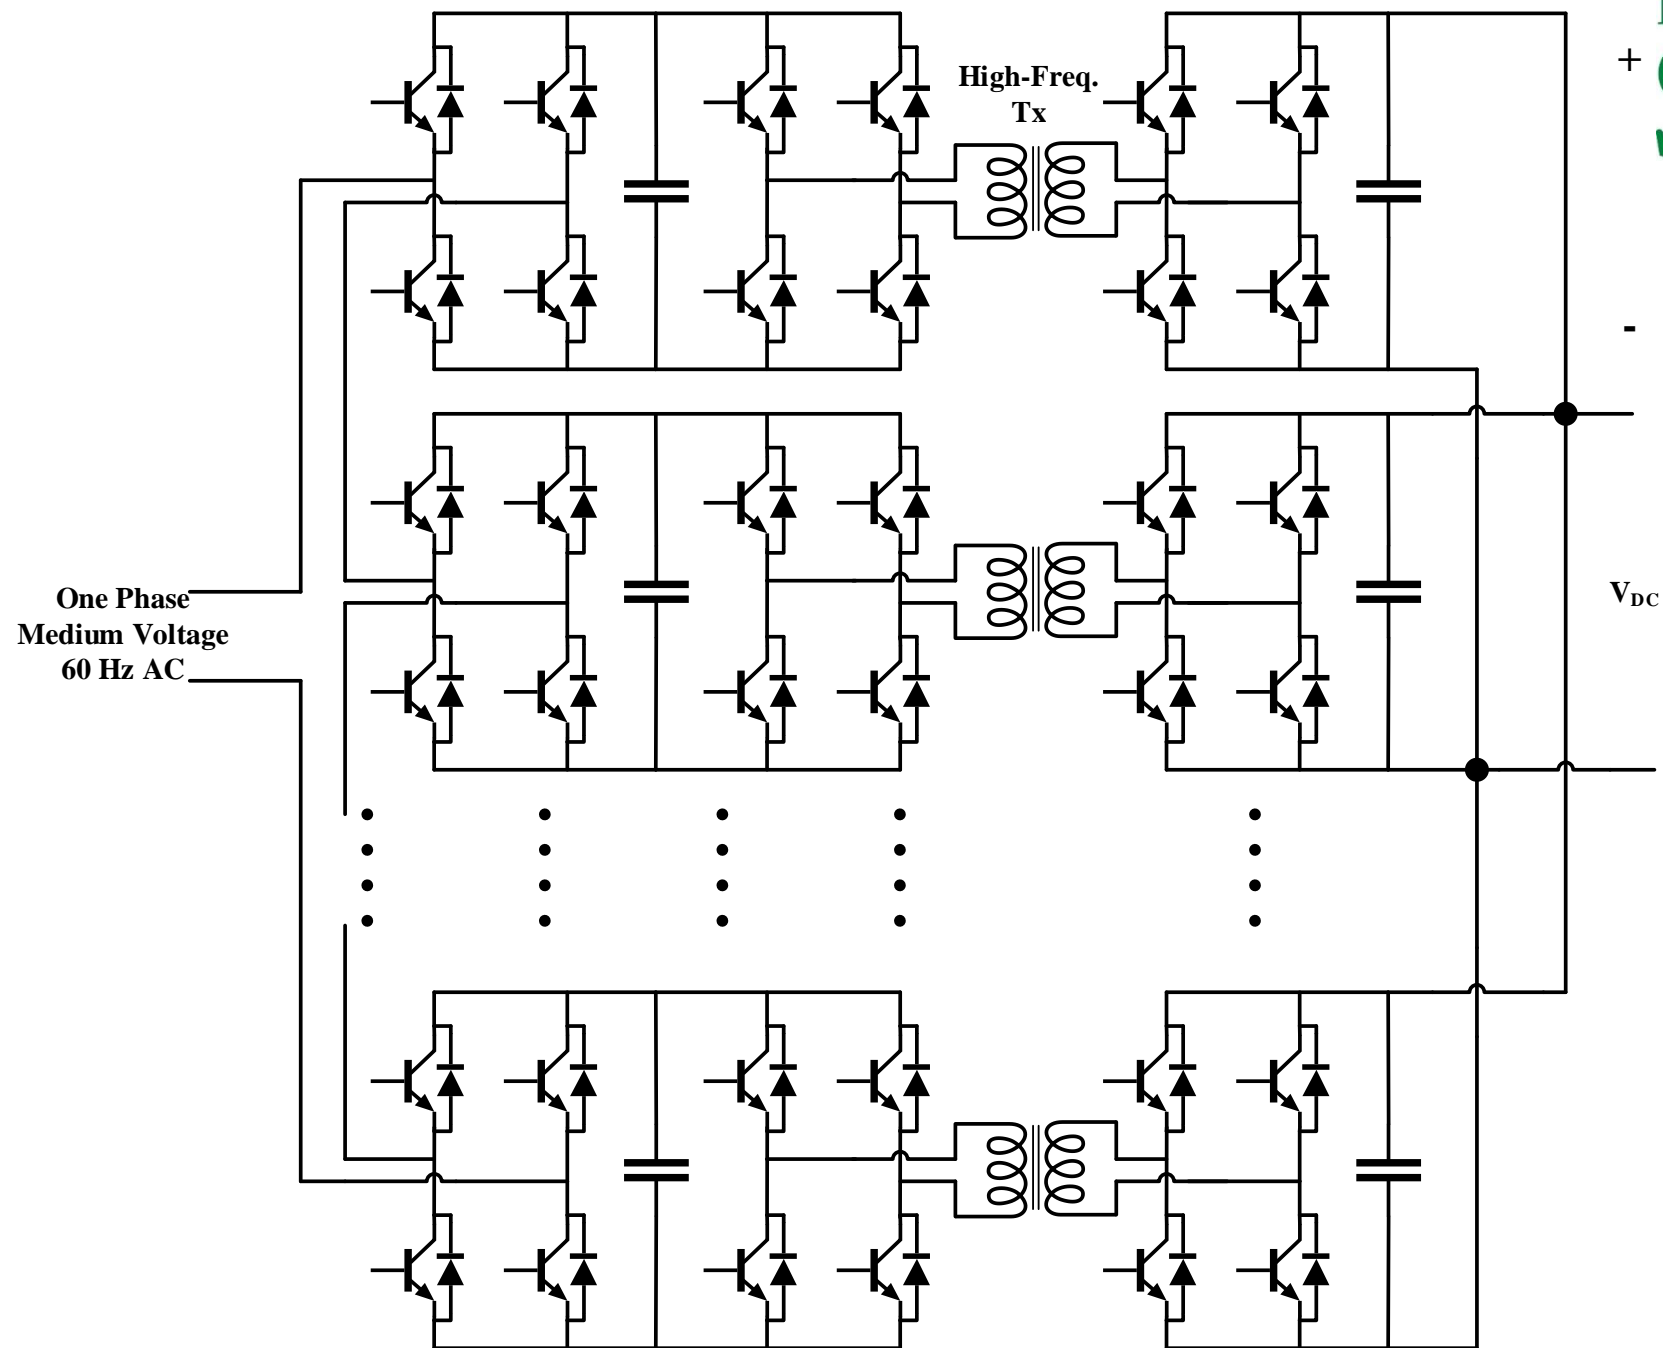 High-Freq.
Tx
+
-
One Phase
Medium Voltage
60 Hz AC
VDC